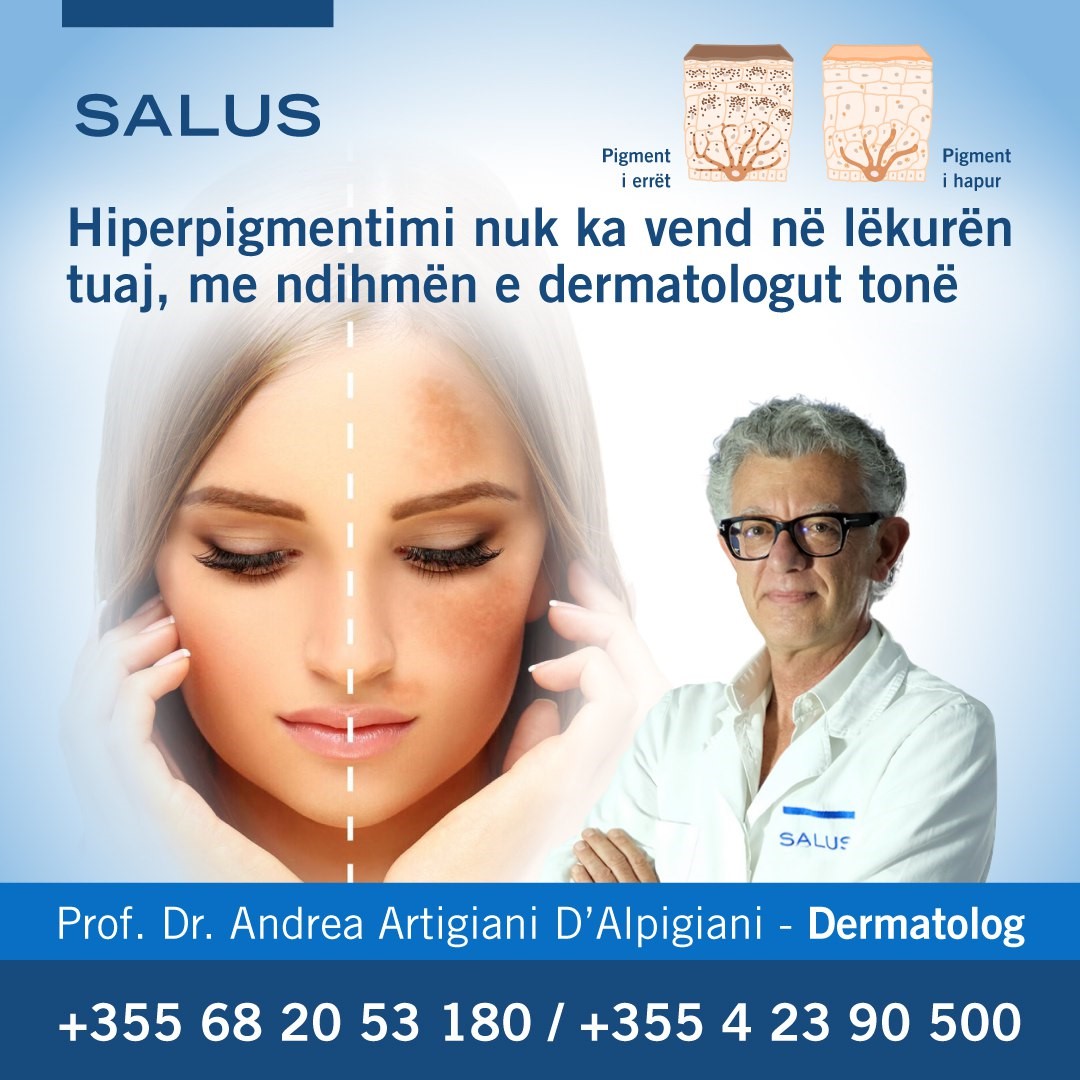 SALUS
Pigment
i errët
Pigment
i hapur
Hiperpigmentimi nuk ka vend në lëkurën
tuaj, me ndihmën e dermatologut tonë
SALUS
Prof. Dr. Andrea Artigiani D’Alpigiani - Dermatolog
+355 68 20 53 180 / +355 4 23 90 500